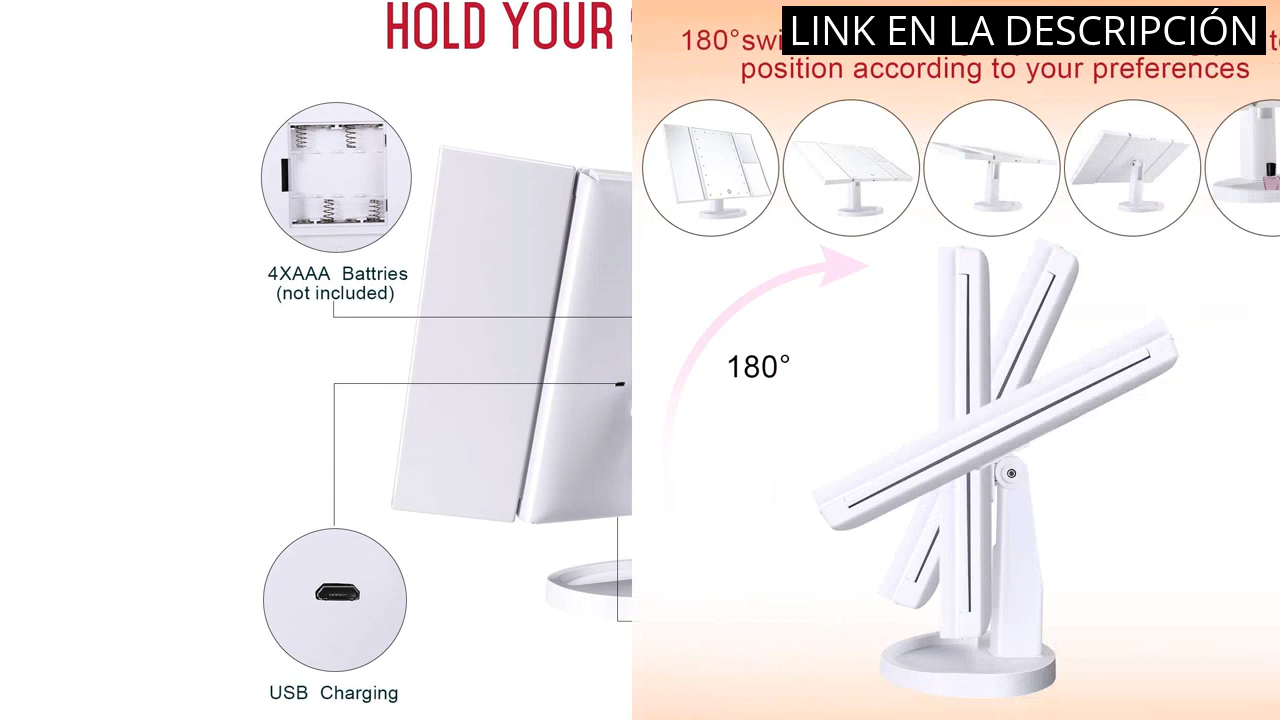 HOLD YOUR
4XAAA Battries
(not included)
USB Charging
LINK EN LA DESCRIPCIÓN
180°swi
position according to your preferences
180°